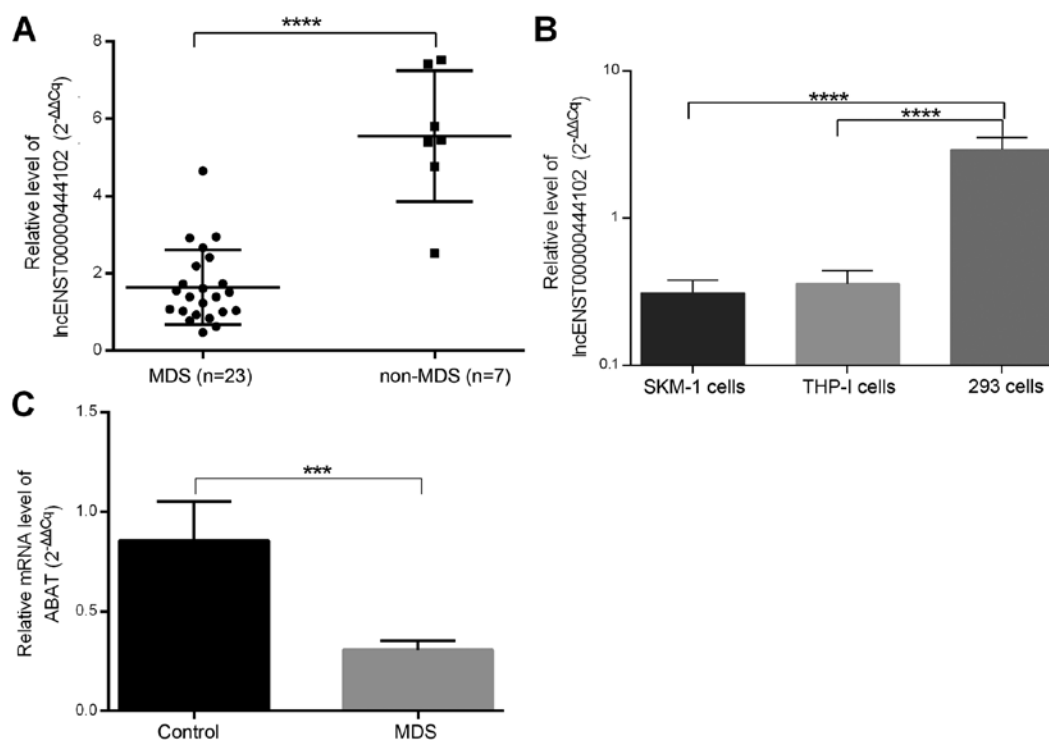 A
Relative level of
lncENST00000444102 (2-ΔΔCq)
8
6
4
2
0
****
MDS (n=23)
non-MDS (n=7)
B
Relative level of
lncENST00000444102 (2-ΔΔCq)
10
1
0.1
****
****
SKM-1 cells
THP-I cells
293 cells
C
Relative mRNA level of
ABAT (2-ΔΔCq)
1.5
1.0
0.5
0.0
***
Control
MDS